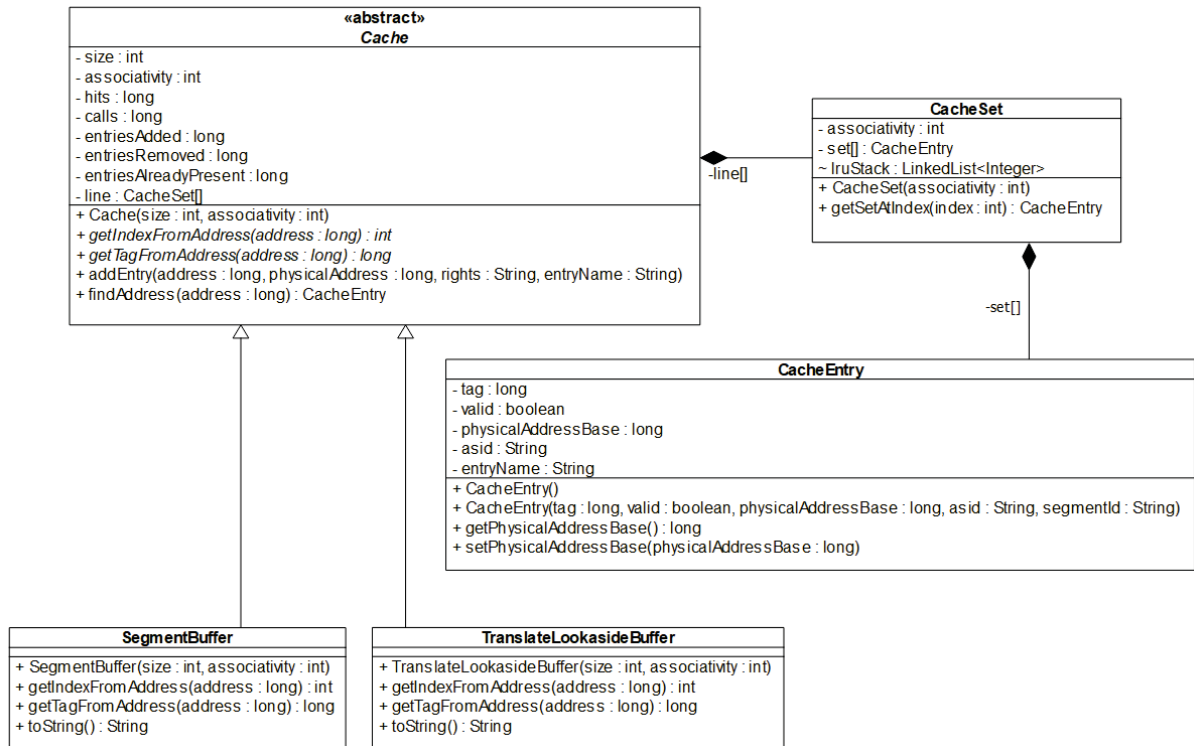 «abstract»
Cache
- size : int
- associativity : int
- hits : long
- calls : long
- entriesAdded : long
- entriesRemoved : long
- entriesAlreadyPresent : long
- line : CacheSet[]
+ Cache(size : int, associativity : int)
+ getIndexFromAddress(address : long) : int
+ getTagFromAddress(address : long) : long
+ addEntry(address : long, physicalAddress : long, rights : String, entryName : String)
+ findAddress(address : long) : CacheEntry
-line[]
CacheSet
- associativity : int
- set[] : CacheEntry
~ lruStack : LinkedList<Integer>
+ CacheSet(associativity : int)
+ getSetAtIndex(index : int) : CacheEntry
-set[]
CacheEntry
- tag : long
- valid : boolean
- physicalAddressBase : long
- asid : String
- entryName : String
+ CacheEntry()
+ CacheEntry(tag : long, valid : boolean, physicalAddressBase : long, asid : String, segmentId : String)
+ getPhysicalAddressBase() : long
+ setPhysicalAddressBase(physicalAddressBase : long)
SegmentBuffer
+ SegmentBuffer(size : int, associativity : int)
+ getIndexFromAddress(address : long) : int
+ getTagFromAddress(address : long) : long
+ toString() : String
TranslateLookasideBuffer
+ TranslateLookasideBuffer(size : int, associativity : int)
+ getIndexFromAddress(address : long) : int
+ getTagFromAddress(address : long) : long
+ toString() : String